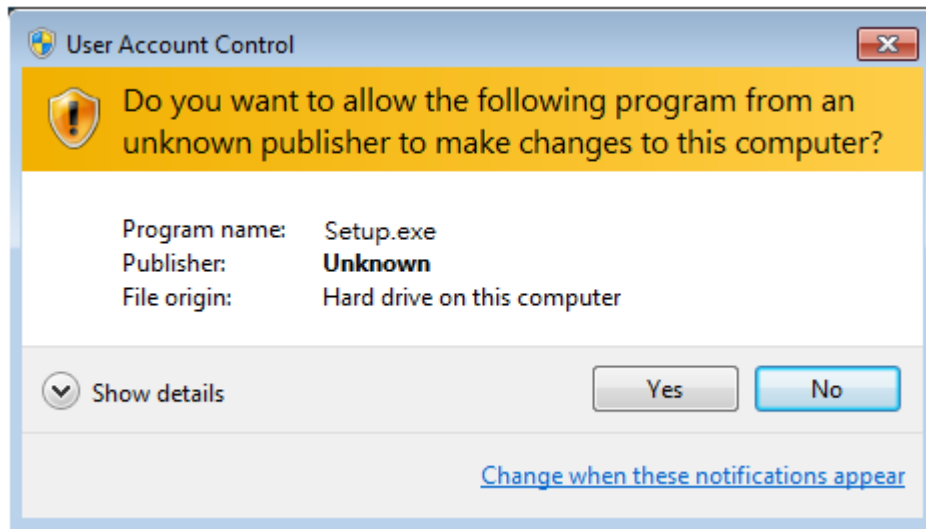 User Account Control
Do you want to allow the following program from an
unknown publisher to make changes to this computer?
Program name: Setup.exe
Publisher: Unknown
File origin: Hard drive on this computer
Show details
Yes No
Change when these notifications appear